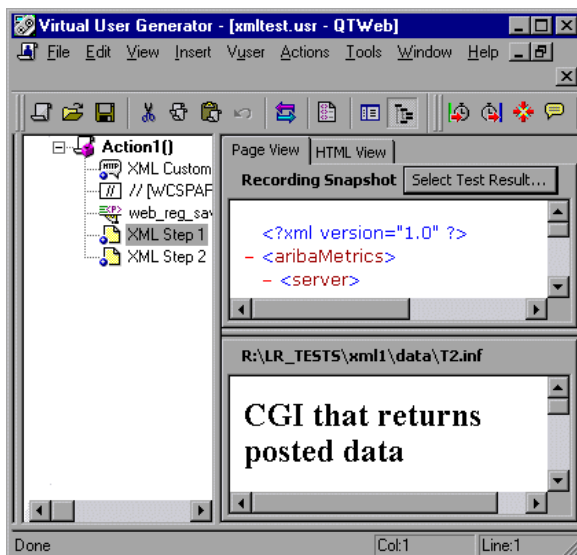 Virtual User Generator - [xmltest.usr - QTWeb]
File Edit View Insert Vuser Actions Tools Window Help
Action1()
XML Custom
// [WCSPAF
web_reg_sa
XML Step 1
XML Step 2
Page View HTML View
Recording Snapshot Select Test Result...
<?xml version="1.0" ?>
– <aribaMetrics>
– <server>
R:\LR_TESTS\xml1\data\T2.inf
CGI that returns
posted data
Done Col:1 Line:1